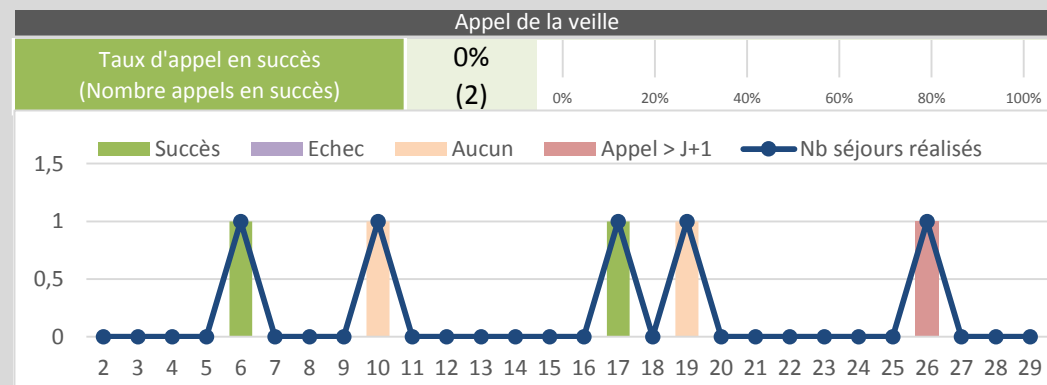 Appel de la veille
Taux d'appel en succès
(Nombre appels en succès)
0%
(2)
0% 20% 40% 60% 80% 100%
Succès Echec Aucun Appel > J+1 Nb séjours réalisés
1,5
1
0,5
0
2 3 4 5 6 7 8 9 10 11 12 13 14 15 16 17 18 19 20 21 22 23 24 25 26 27 28 29